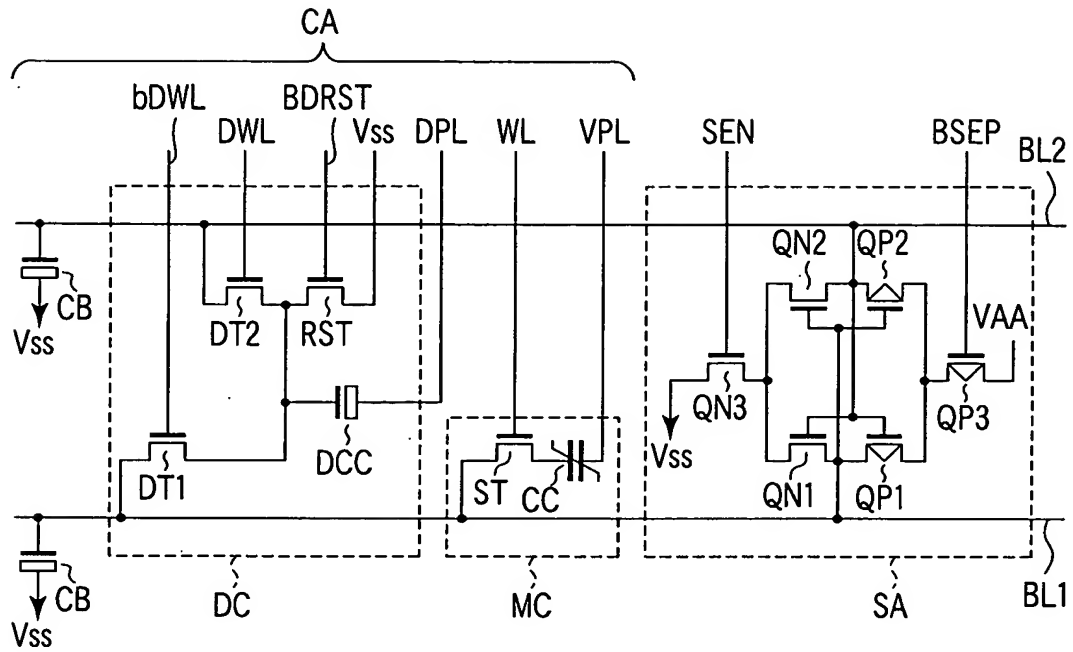 CA
bDWL
DWL
BDRST
Vss
DPL
WL
VPL
SEN
BSEP
BL2
CB
Vss
DT2
RST
QN2
QP2
VAA
QN3
QP3
Vss
DCC
DT1
ST
CC
QN1
QP1
CB
Vss
DC
MC
SA
BL1